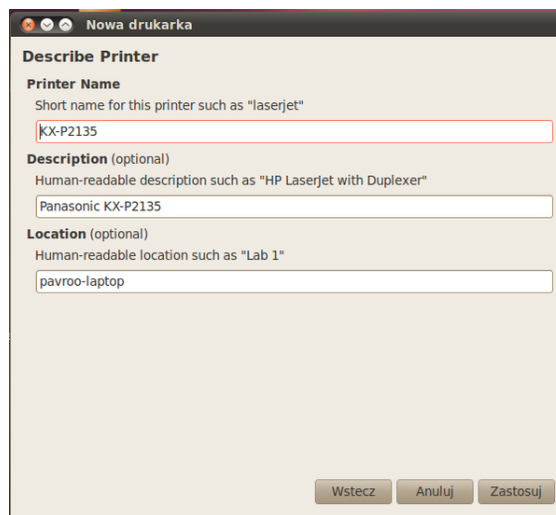 Nowa drukarka
Describe Printer
Printer Name
Short name for this printer such as "laserjet"
KX-P2135
Description (optional)
Human-readable description such as "HP LaserJet with Duplexer"
Panasonic KX-P2135
Location (optional)
Human-readable location such as "Lab 1"
pavroo-laptop
Wstecz Anuluj Zastosuj